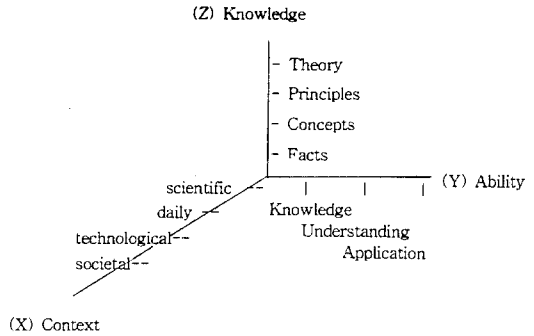 (Z) Knowledge
Theory
Principles
Concepts
Facts
(Y) Ability
scientific
daily
technological
societal
Knowledge
Understanding
Application
(X) Context